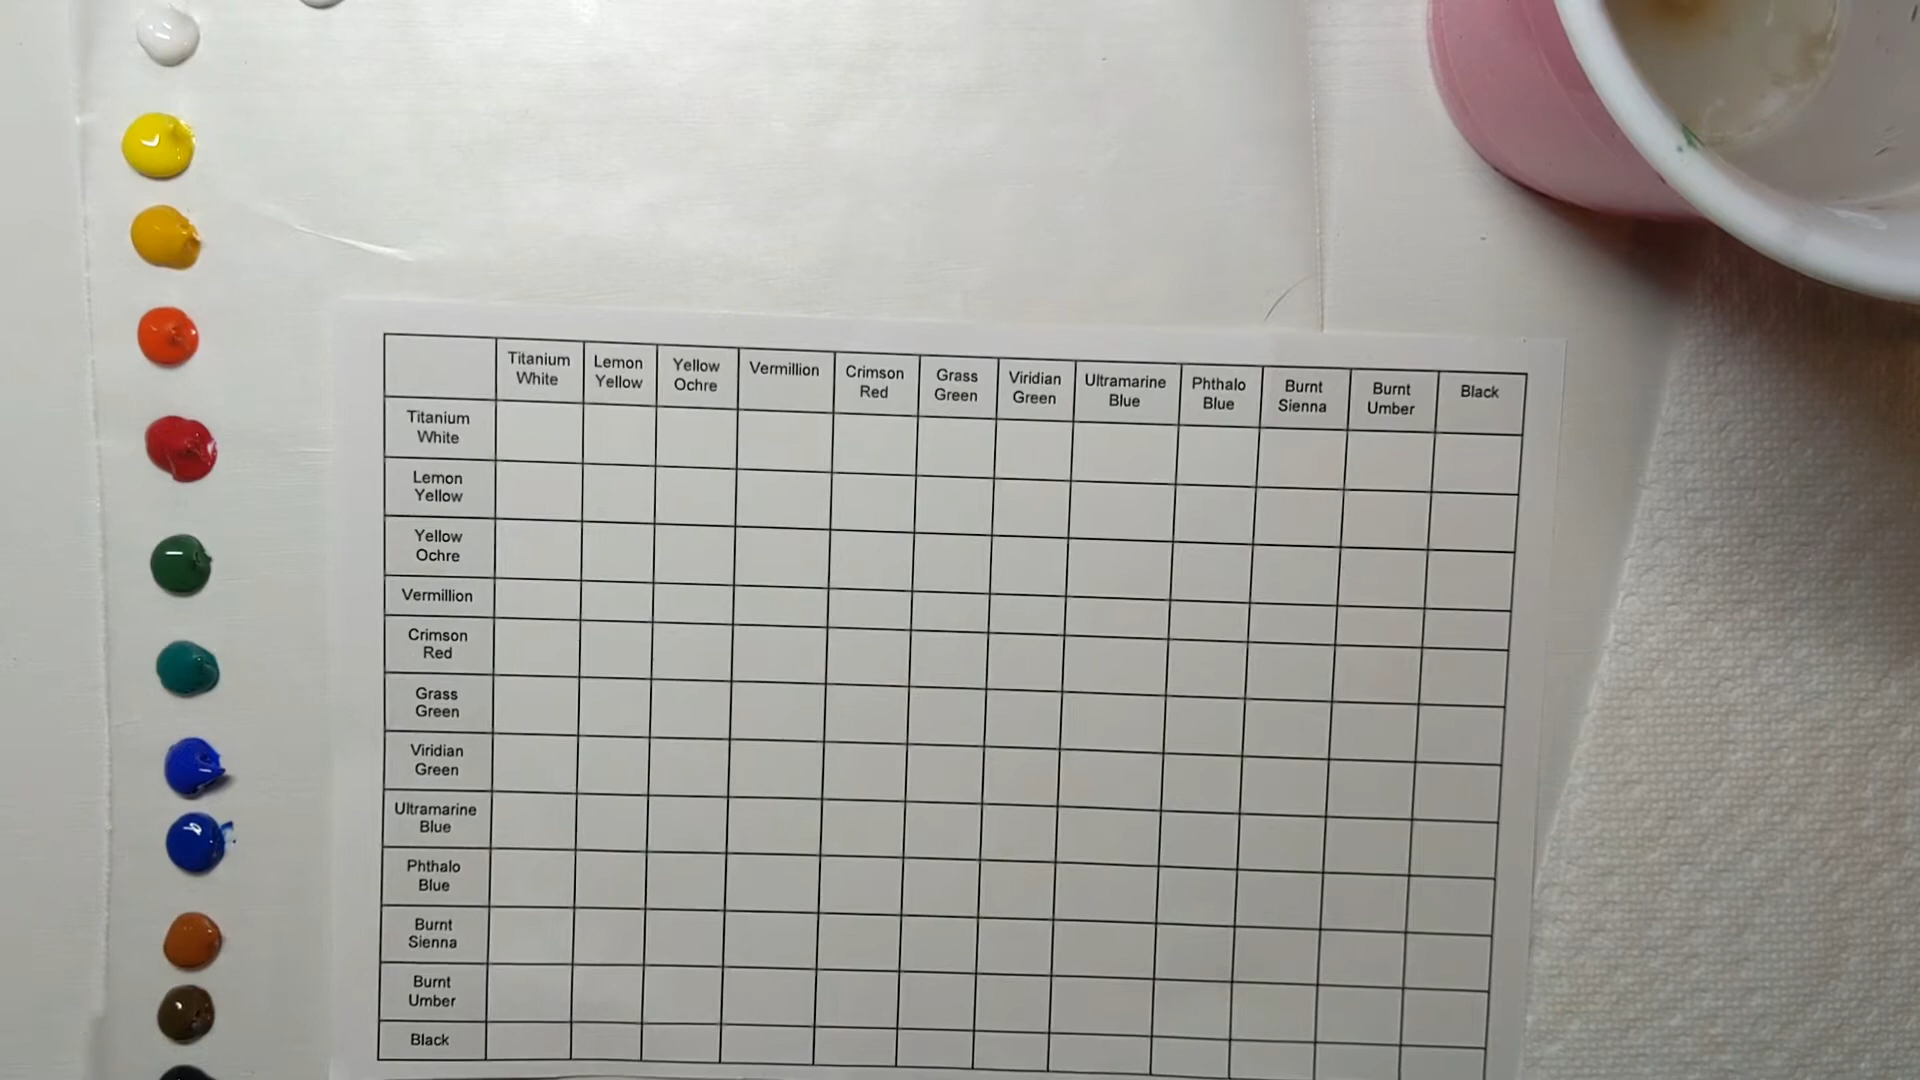 Titanium White
Lemon Yellow
Yellow Ochre
Vermillion
Crimson Red
Grass Green
Viridian Green
Ultramarine Blue
Phthalo Blue
Burnt Sienna
Burnt Umber
Black
Titanium
White
Lemon
Yellow
Yellow
Ochre
Vermillion
Crimson
Red
Grass
Green
Viridian
Green
Ultramarine
Blue
Phthalo
Blue
Burnt
Sienna
Burnt
Umber
Black